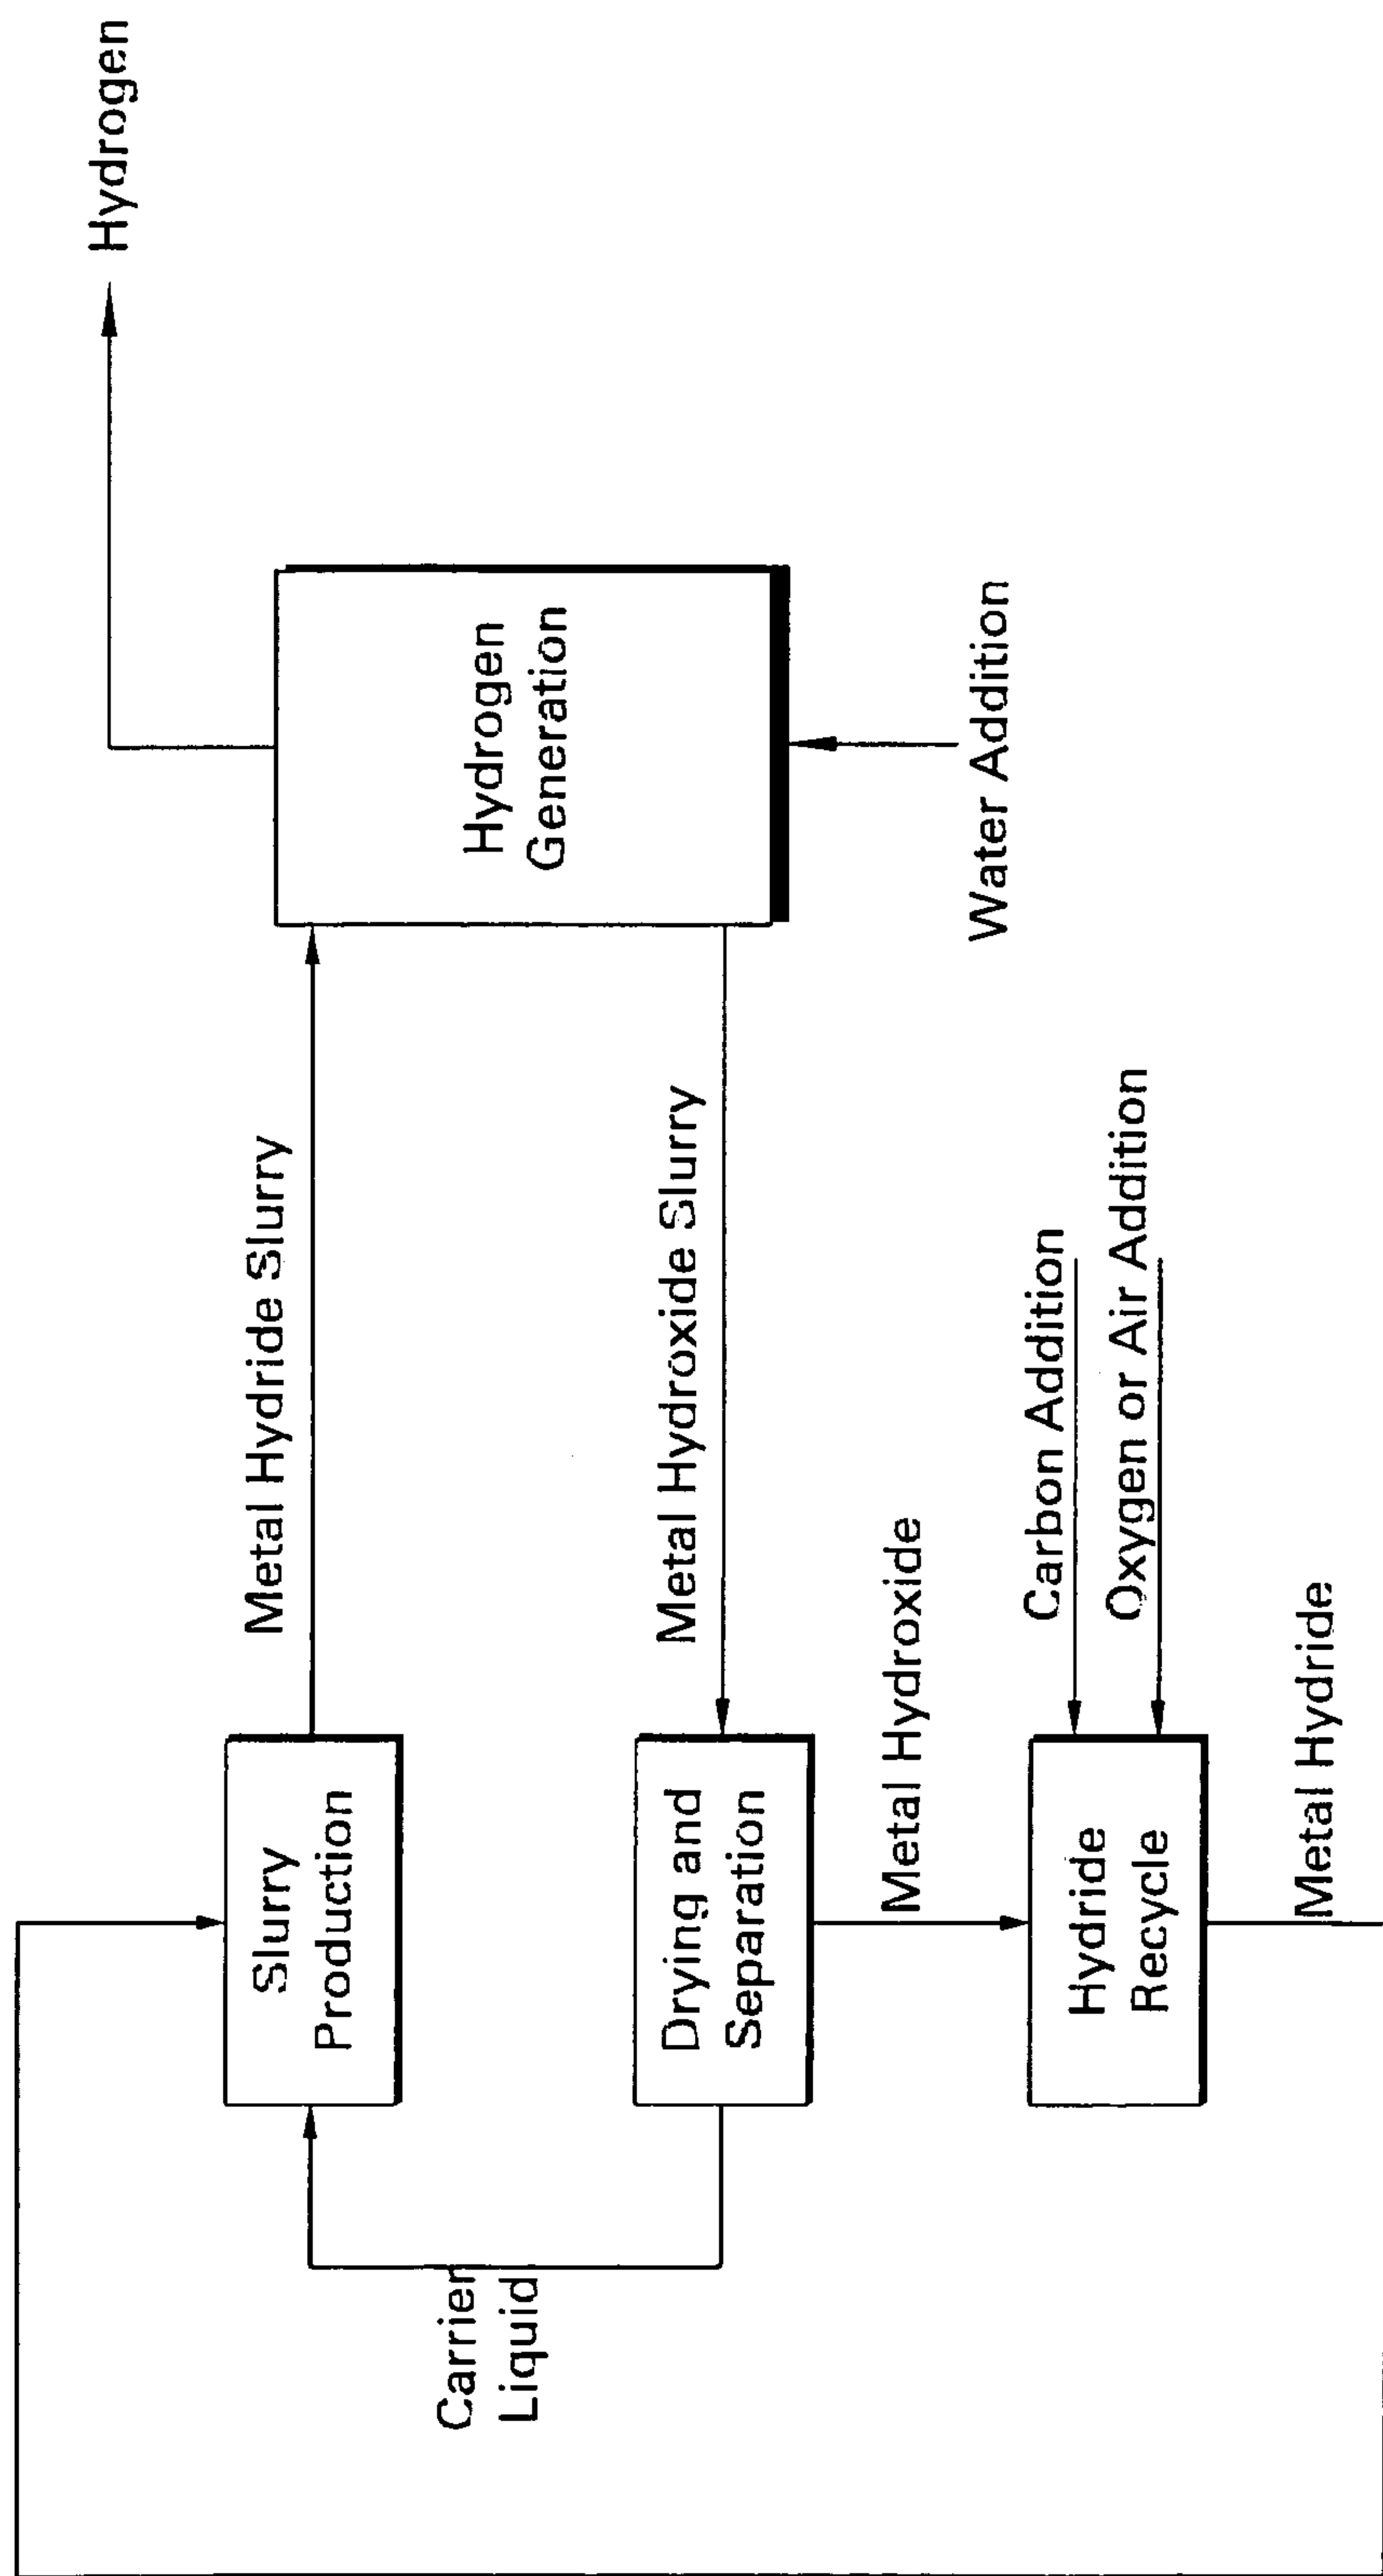 Hydrogen
Metal Hydride Slurry
Slurry
Production
Hydrogen
Generation
Carrier
Liquid
Metal Hydroxide Slurry
Drying and
Separation
Metal Hydroxide
Water Addition
Carbon Addition
Oxygen or Air Addition
Hydride
Recycle
Metal Hydride